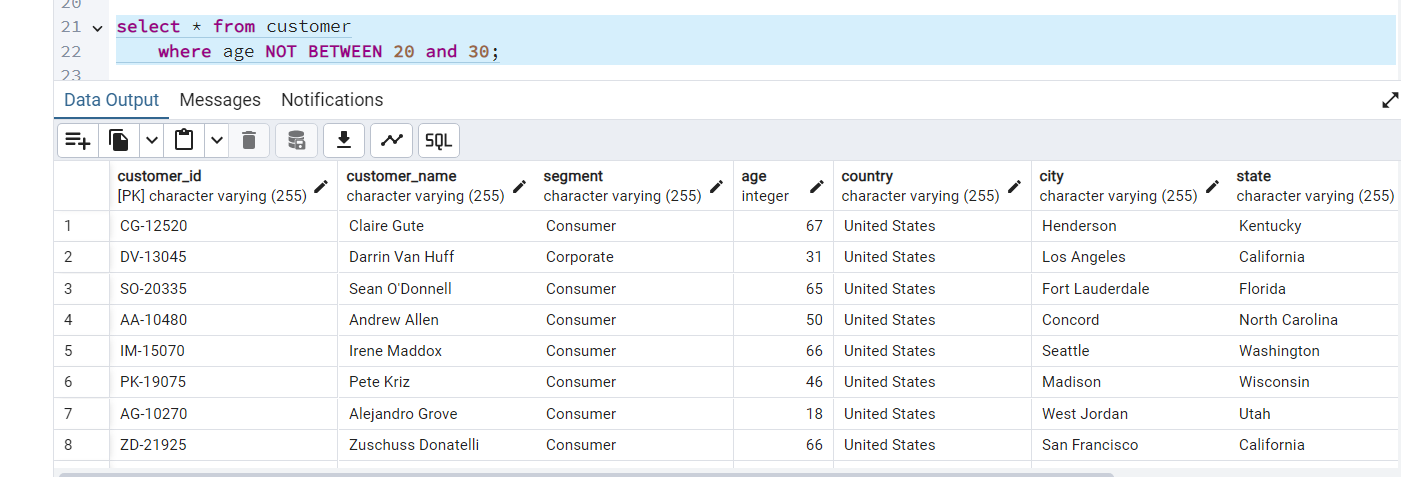 20
21 select * from customer
22 where age NOT BETWEEN 20 and 30;
23
Data Output Messages Notifications
SQL
customer_id customer_name segment age country city state
[PK] character varying (255) character varying (255) character varying (255) integer character varying (255) character varying (255) character varying (255)
1 CG-12520 Claire Gute Consumer 67 United States Henderson Kentucky
2 DV-13045 Darrin Van Huff Corporate 31 United States Los Angeles California
3 SO-20335 Sean O'Donnell Consumer 65 United States Fort Lauderdale Florida
4 AA-10480 Andrew Allen Consumer 50 United States Concord North Carolina
5 IM-15070 Irene Maddox Consumer 66 United States Seattle Washington
6 PK-19075 Pete Kriz Consumer 46 United States Madison Wisconsin
7 AG-10270 Alejandro Grove Consumer 18 United States West Jordan Utah
8 ZD-21925 Zuschuss Donatelli Consumer 66 United States San Francisco California